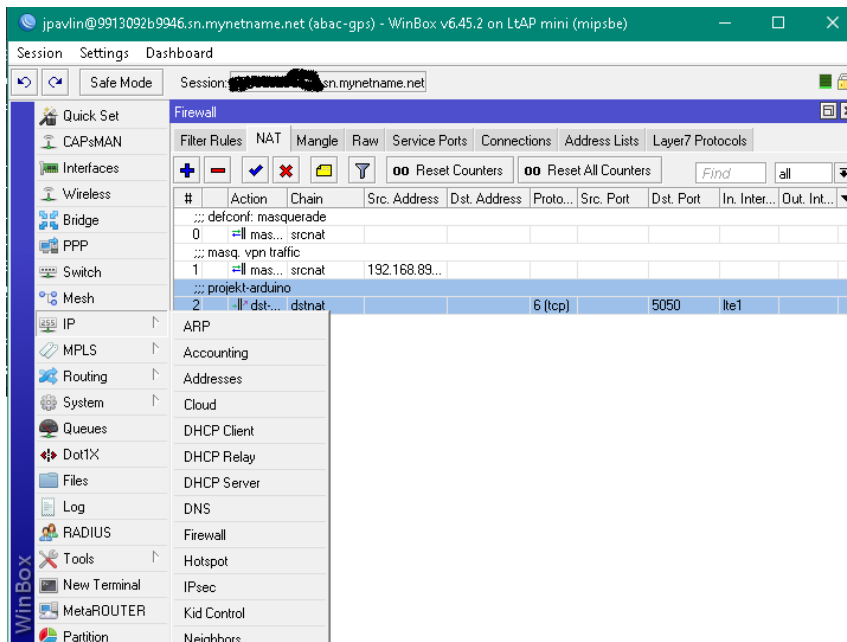 jpavlin@9913092b9946.sn.mynetname.net (abac-gps) - WinBox v6.45.2 on LtAP mini (mipsbe)
Session Settings Dashboard
Safe Mode Session: sn.mynetname.net
Quick Set
CAPsMAN
Interfaces
Wireless
Bridge
PPP
Switch
Mesh
IP
MPLS
Routing
System
Queues
Dot1X
Files
Log
RADIUS
Tools
New Terminal
MetaROUTER
Partition
WinBox
Firewall
Filter Rules NAT Mangle Raw Service Ports Connections Address Lists Layer7 Protocols
00 Reset Counters 00 Reset All Counters Find all
# Action Chain Src. Address Dst. Address Proto... Src. Port Dst. Port In. Inter... Out. Int...
;;; defconf: masquerade
0 mas... srcnat
;;; masq. vpn traffic
1 mas... srcnat 192.168.89...
;;; projekt-arduino
2 dst-... dstnat 6 (tcp) 5050 lte1
ARP
Accounting
Addresses
Cloud
DHCP Client
DHCP Relay
DHCP Server
DNS
Firewall
Hotspot
IPsec
Kid Control
Neighbors